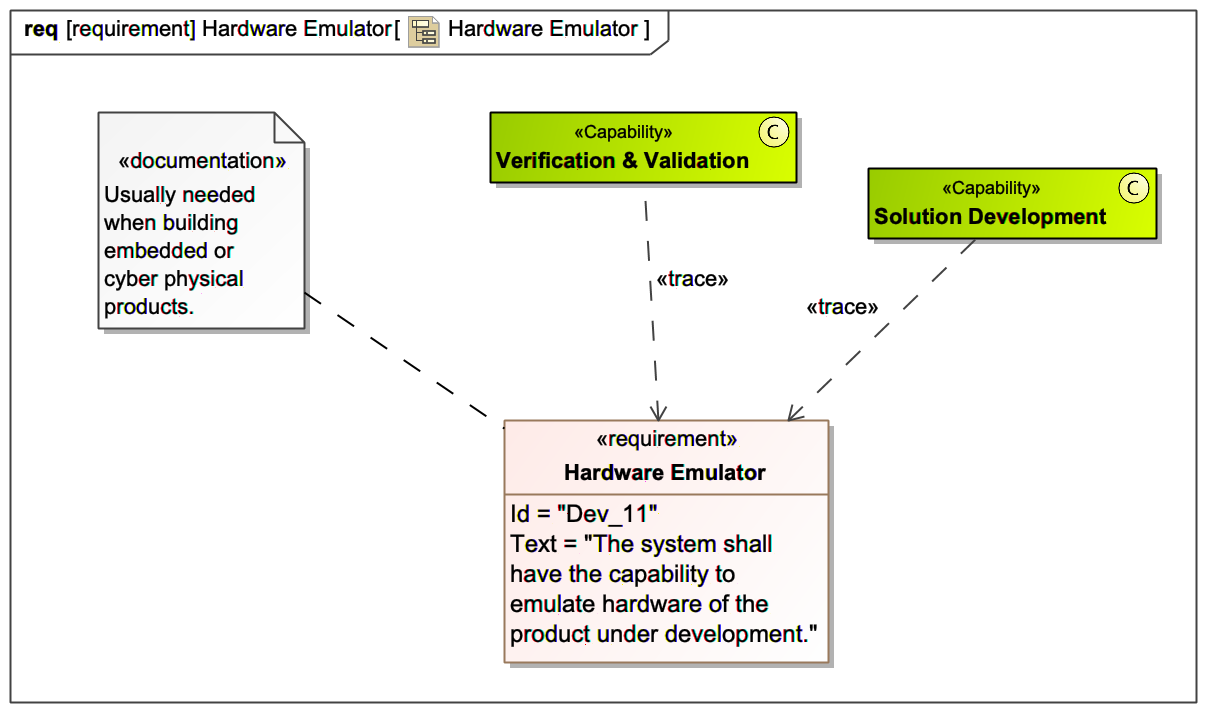 req [requirement] Hardware Emulator[ Hardware Emulator ]
«documentation»
Usually needed
when building
embedded or
cyber physical
products.
«Capability»
C
Verification & Validation
«Capability»
C
Solution Development
«trace»
«trace»
«requirement»
Hardware Emulator
Id = "Dev_11"
Text = "The system shall
have the capability to
emulate hardware of the
product under development."